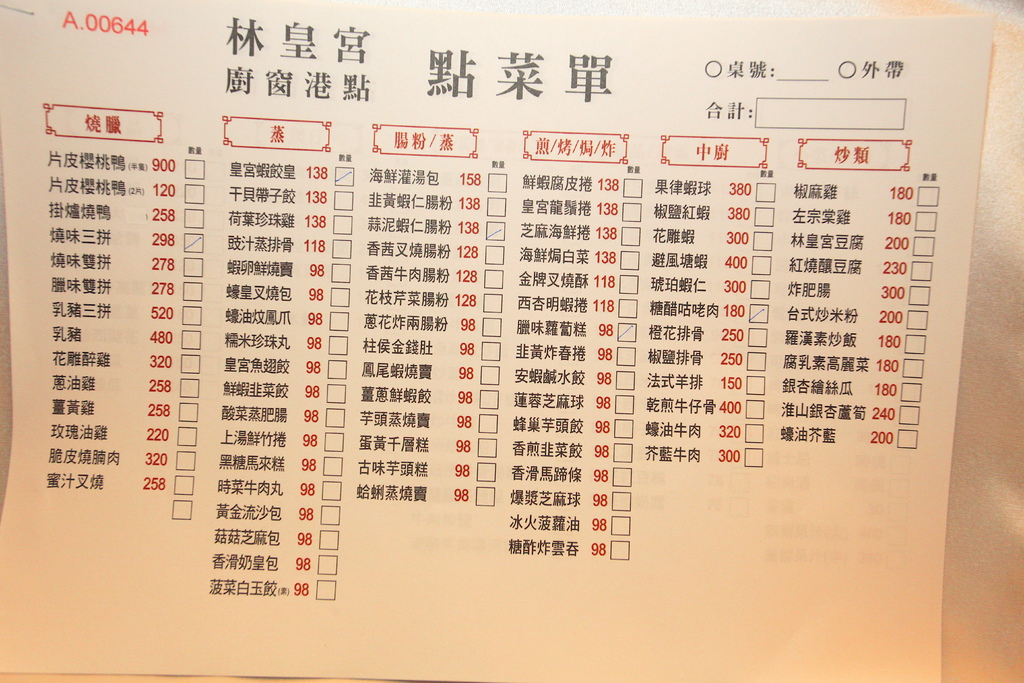 A.00644
林皇宮
廚窗港點
點菜單
○桌號:____ ○外帶
合計:
燒臘
數量
片皮櫻桃鴨(半隻) 900
片皮櫻桃鴨(2片) 120
掛爐燒鴨 258
燒味三拼 298
燒味雙拼 278
臘味雙拼 278
乳豬三拼 520
乳豬 480
花雕醉雞 320
蔥油雞 258
薑黃雞 258
玫瑰油雞 220
脆皮燒腩肉 320
蜜汁叉燒 258
蒸
數量
皇宮蝦餃皇 138
干貝帶子餃 138
荷葉珍珠雞 138
豉汁蒸排骨 118
蝦卵鮮燒賣 98
蠔皇叉燒包 98
蠔油炆鳳爪 98
糯米珍珠丸 98
皇宮魚翅餃 98
鮮蝦韭菜餃 98
酸菜蒸肥腸 98
上湯鮮竹捲 98
黑糖馬來糕 98
時菜牛肉丸 98
黃金流沙包 98
菇菇芝麻包 98
香滑奶皇包 98
菠菜白玉餃(素) 98
腸粉/蒸
數量
海鮮灌湯包 158
韭黃蝦仁腸粉 138
蒜泥蝦仁腸粉 138
香茜叉燒腸粉 128
香茜牛肉腸粉 128
花枝芹菜腸粉 128
蔥花炸兩腸粉 98
柱侯金錢肚 98
鳳尾蝦燒賣 98
薑蔥鮮蝦餃 98
芋頭蒸燒賣 98
蛋黃千層糕 98
古味芋頭糕 98
蛤蜊蒸燒賣 98
煎/烤/焗/炸
數量
鮮蝦腐皮捲 138
皇宮龍鬚捲 138
芝麻海鮮捲 138
海鮮焗白菜 138
金牌叉燒酥 118
西杏明蝦捲 118
臘味蘿蔔糕 98
韭黃炸春捲 98
安蝦鹹水餃 98
蓮蓉芝麻球 98
蜂巢芋頭餃 98
香煎韭菜餃 98
香滑馬蹄條 98
爆漿芝麻球 98
冰火菠蘿油 98
糖酢炸雲吞 98
中廚
數量
果律蝦球 380
椒鹽紅蝦 380
花雕蝦 300
避風塘蝦 400
琥珀蝦仁 300
糖醋咕咾肉 180
橙花排骨 250
椒鹽排骨 250
法式羊排 150
乾煎牛仔骨 400
蠔油牛肉 320
芥藍牛肉 300
炒類
數量
椒麻雞 180
左宗棠雞 180
林皇宮豆腐 200
紅燒釀豆腐 230
炸肥腸 300
台式炒米粉 200
羅漢素炒飯 180
腐乳素高麗菜 180
銀杏繪絲瓜 180
淮山銀杏蘆筍 240
蠔油芥藍 200